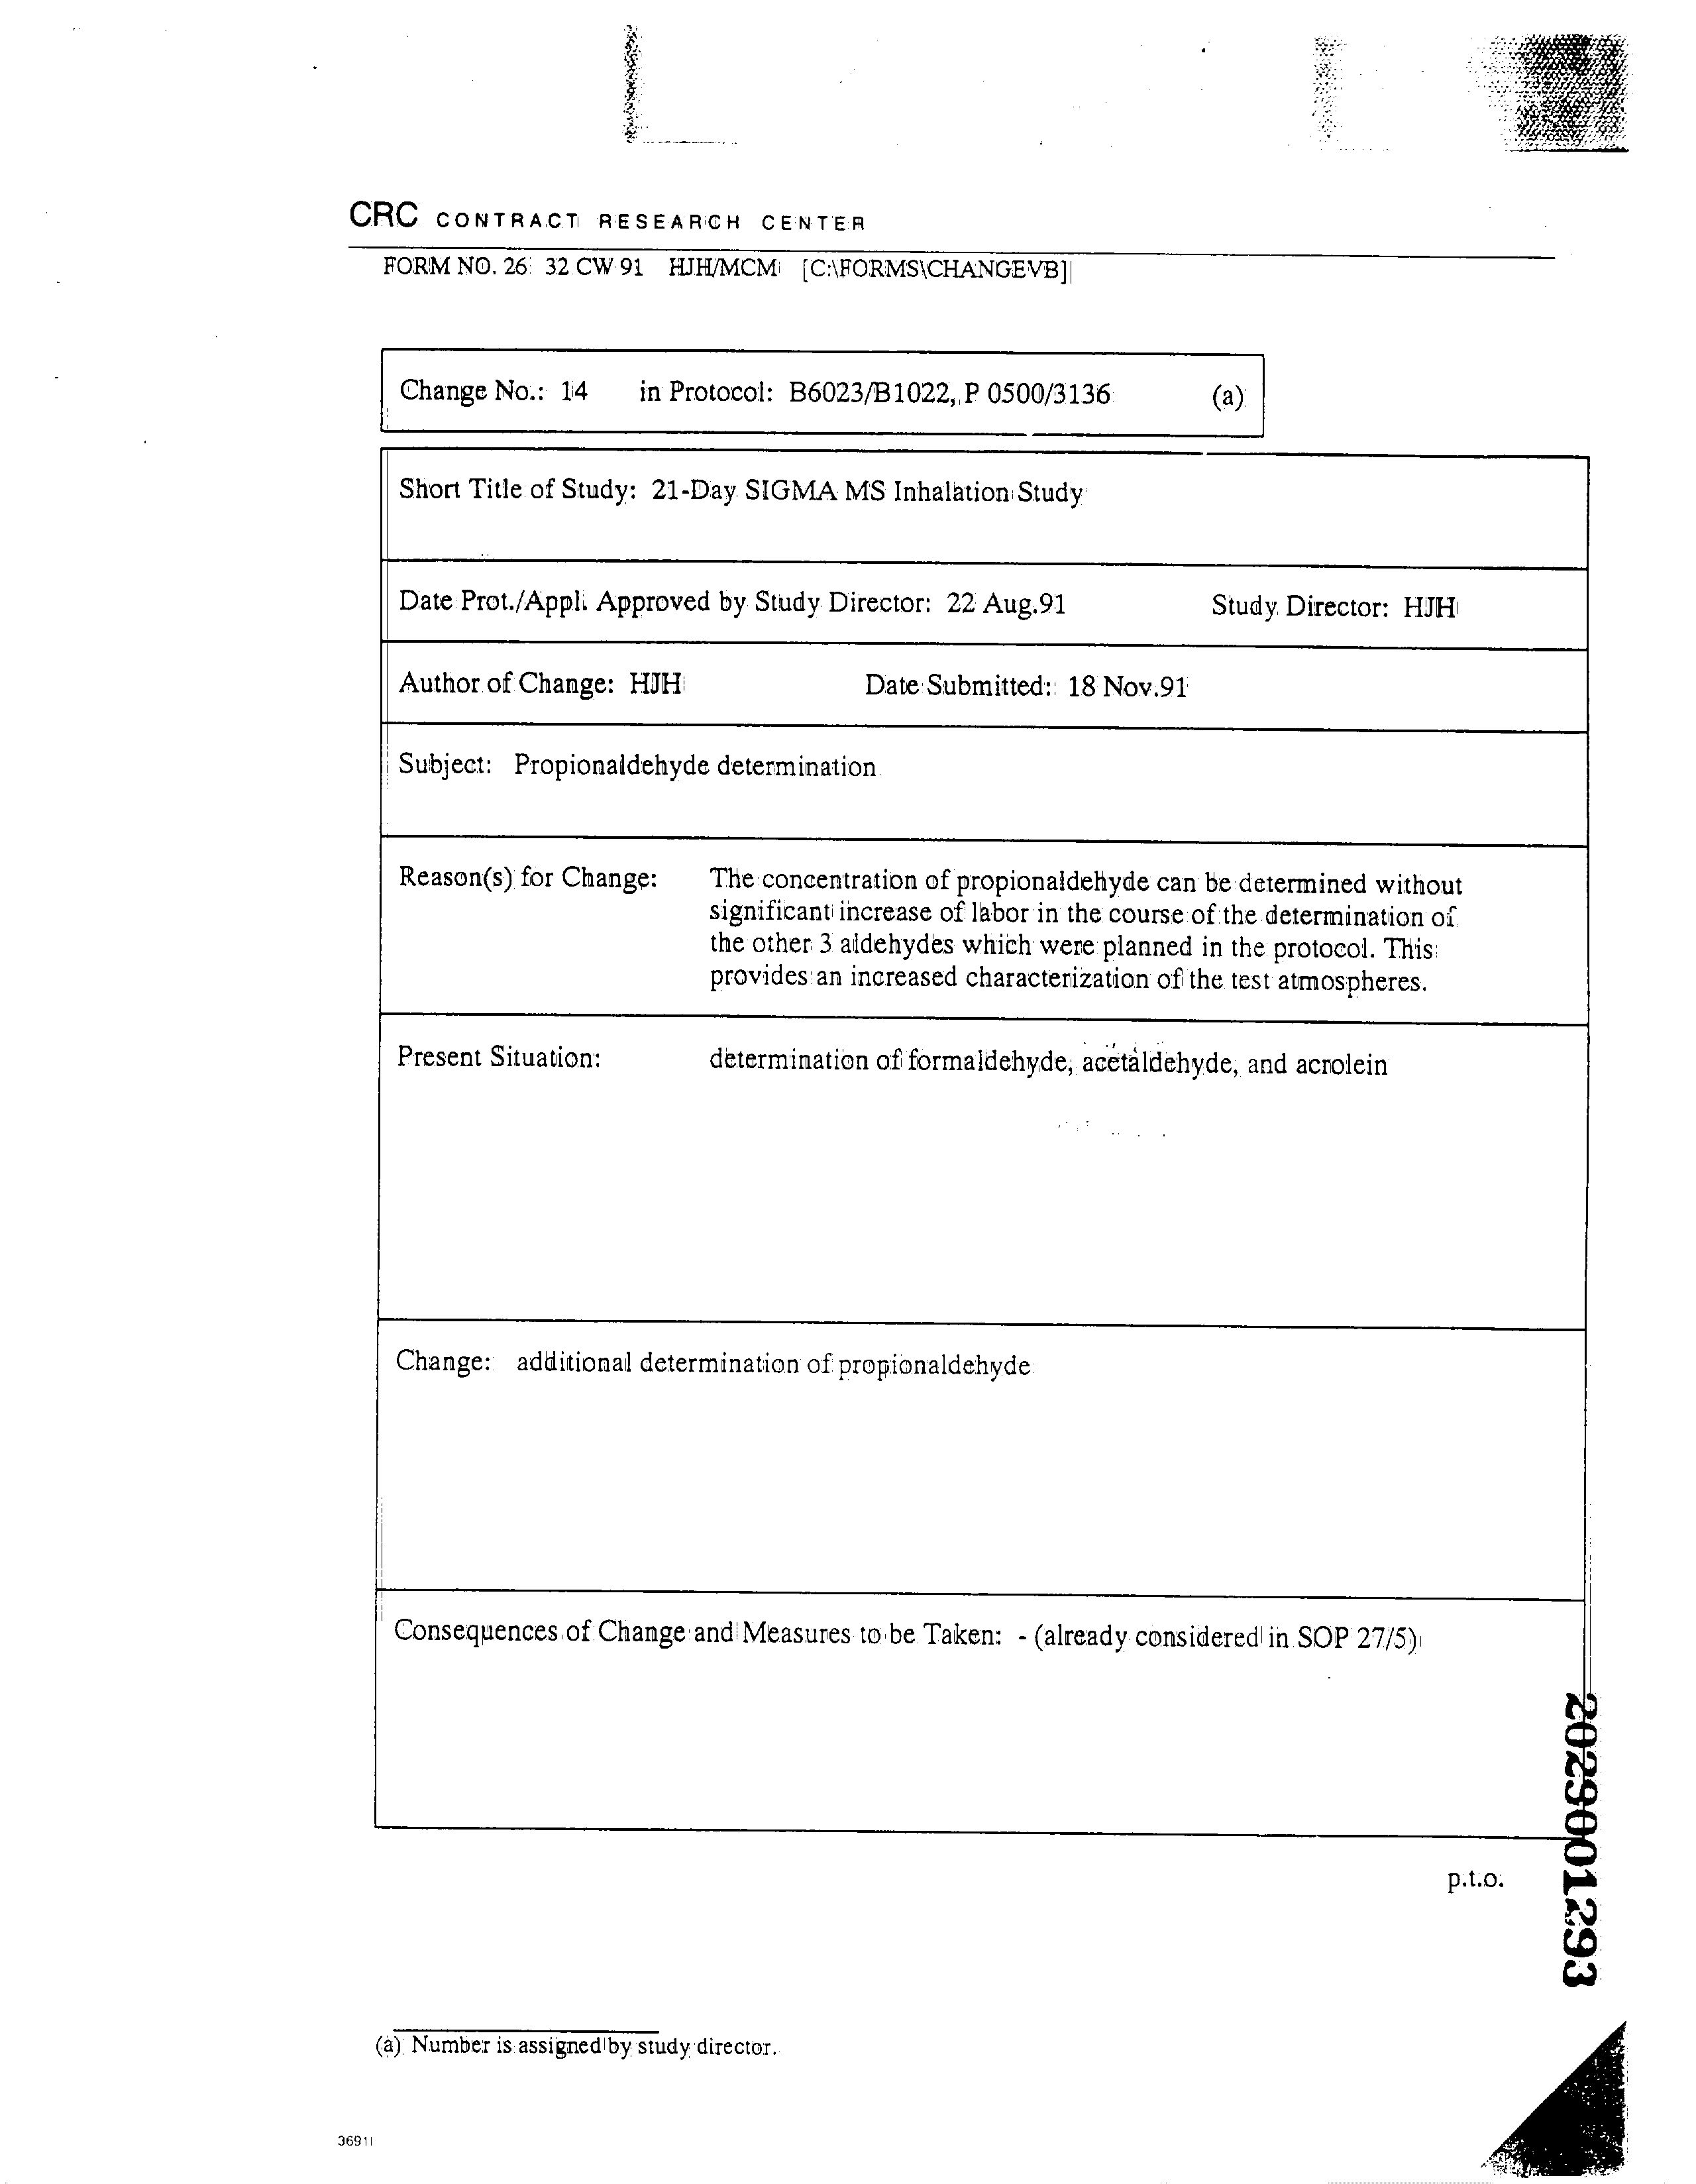 CRC CONTRACT RESEARCH CENTER
FORM NO. 26 32 CW 91 HJH/MCM [C:\FORMS\CHANGEVB]
Change No.: 14 in Protocol: B6023/B1022, P 0500/3136 (a)
Short Title of Study: 21-Day SIGMA MS Inhalation Study
Date Prot./Appl. Approved by Study Director: 22 Aug.91 Study Director: HJH
Author of Change: HJH Date Submitted: 18 Nov.91
Subject: Propionaldehyde determination
Reason(s) for Change: The concentration of propionaldehyde can be determined without
significant increase of labor in the course of the determination of
the other 3 aldehydes which were planned in the protocol. This
provides an increased characterization of the test atmospheres.
Present Situation: determination of formaldehyde, acetaldehyde, and acrolein
Change: additional determination of propionaldehyde
Consequences of Change and Measures to be Taken: - (already considered in SOP 27/5)
p.t.o.
2029001293
(a) Number is assigned by study director.
3691